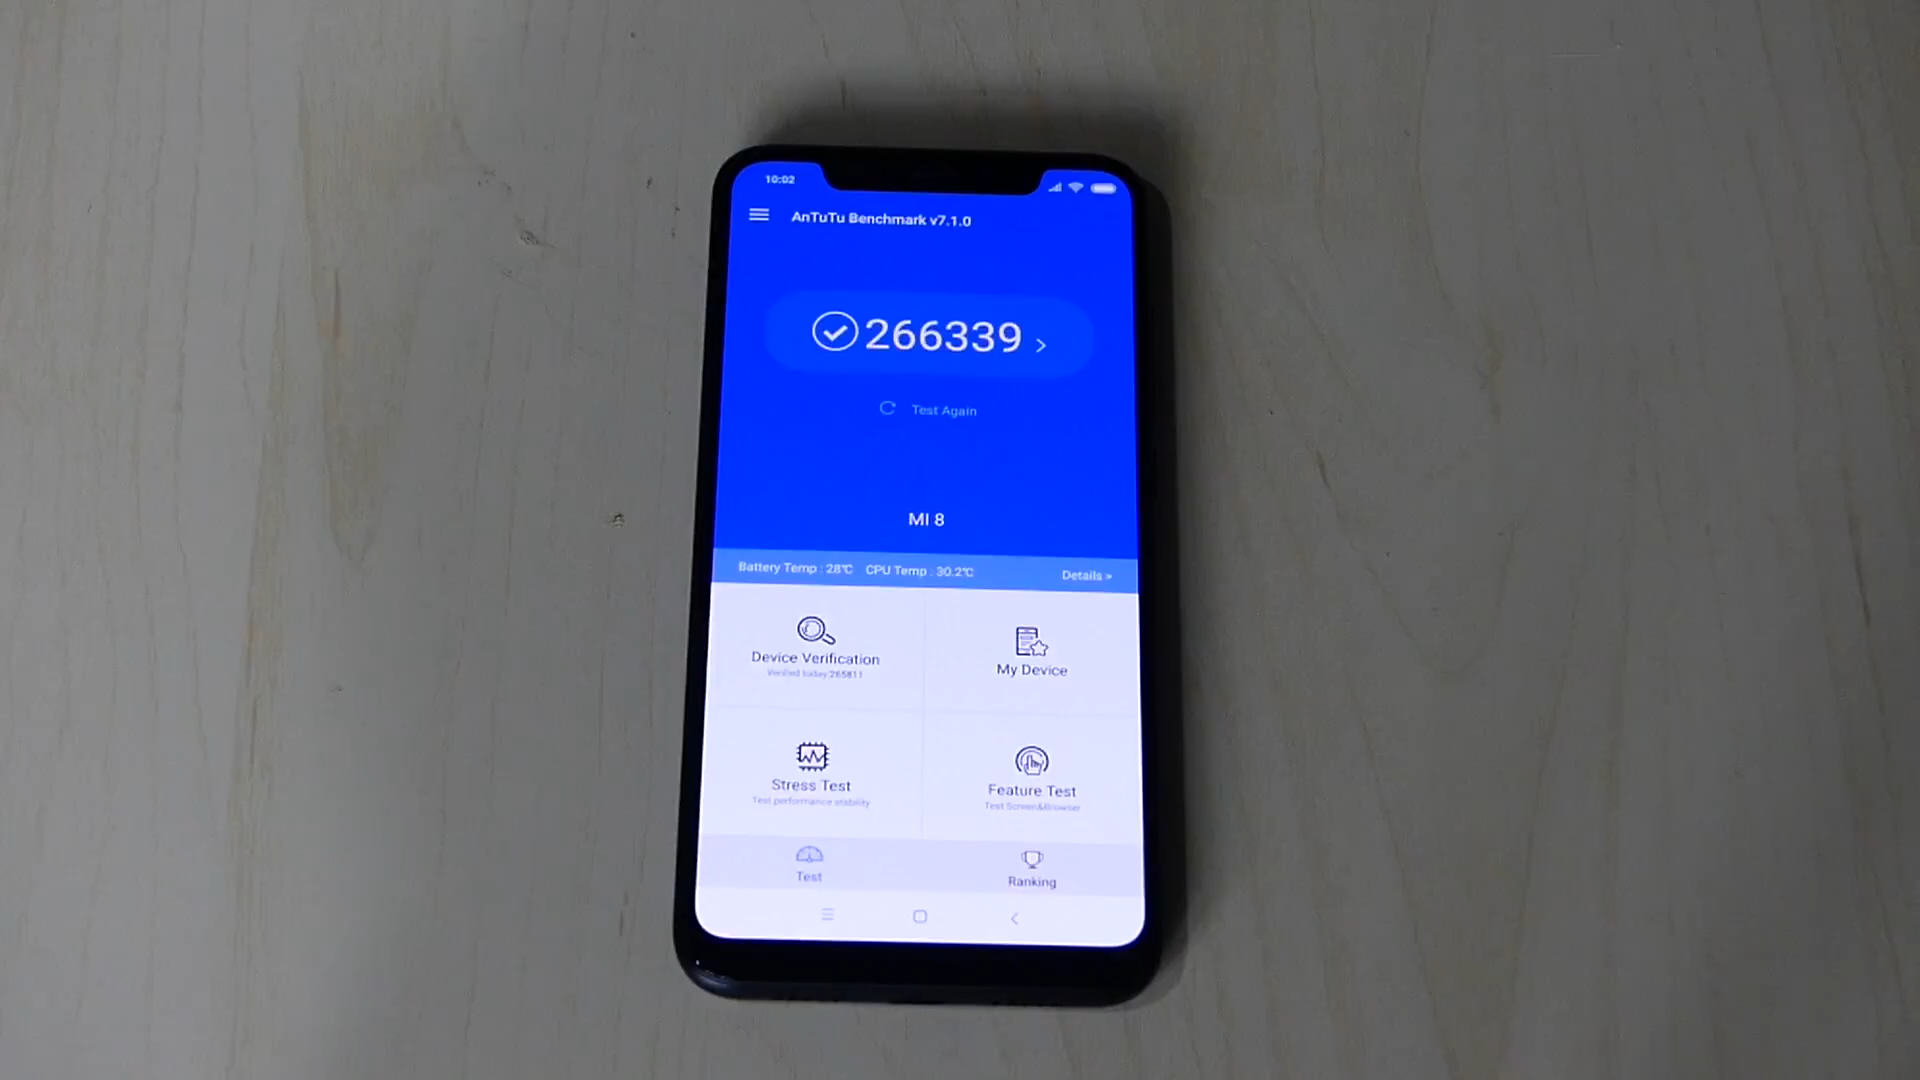 10:02
AnTuTu Benchmark v7.1.0
266339 >
Test Again
MI 8
Battery Temp : 28℃ CPU Temp : 30.2℃ Details >
Device Verification
Verified today:265811
My Device
Stress Test
Test performance stability
Feature Test
Test Screen&Browser
Test
Ranking